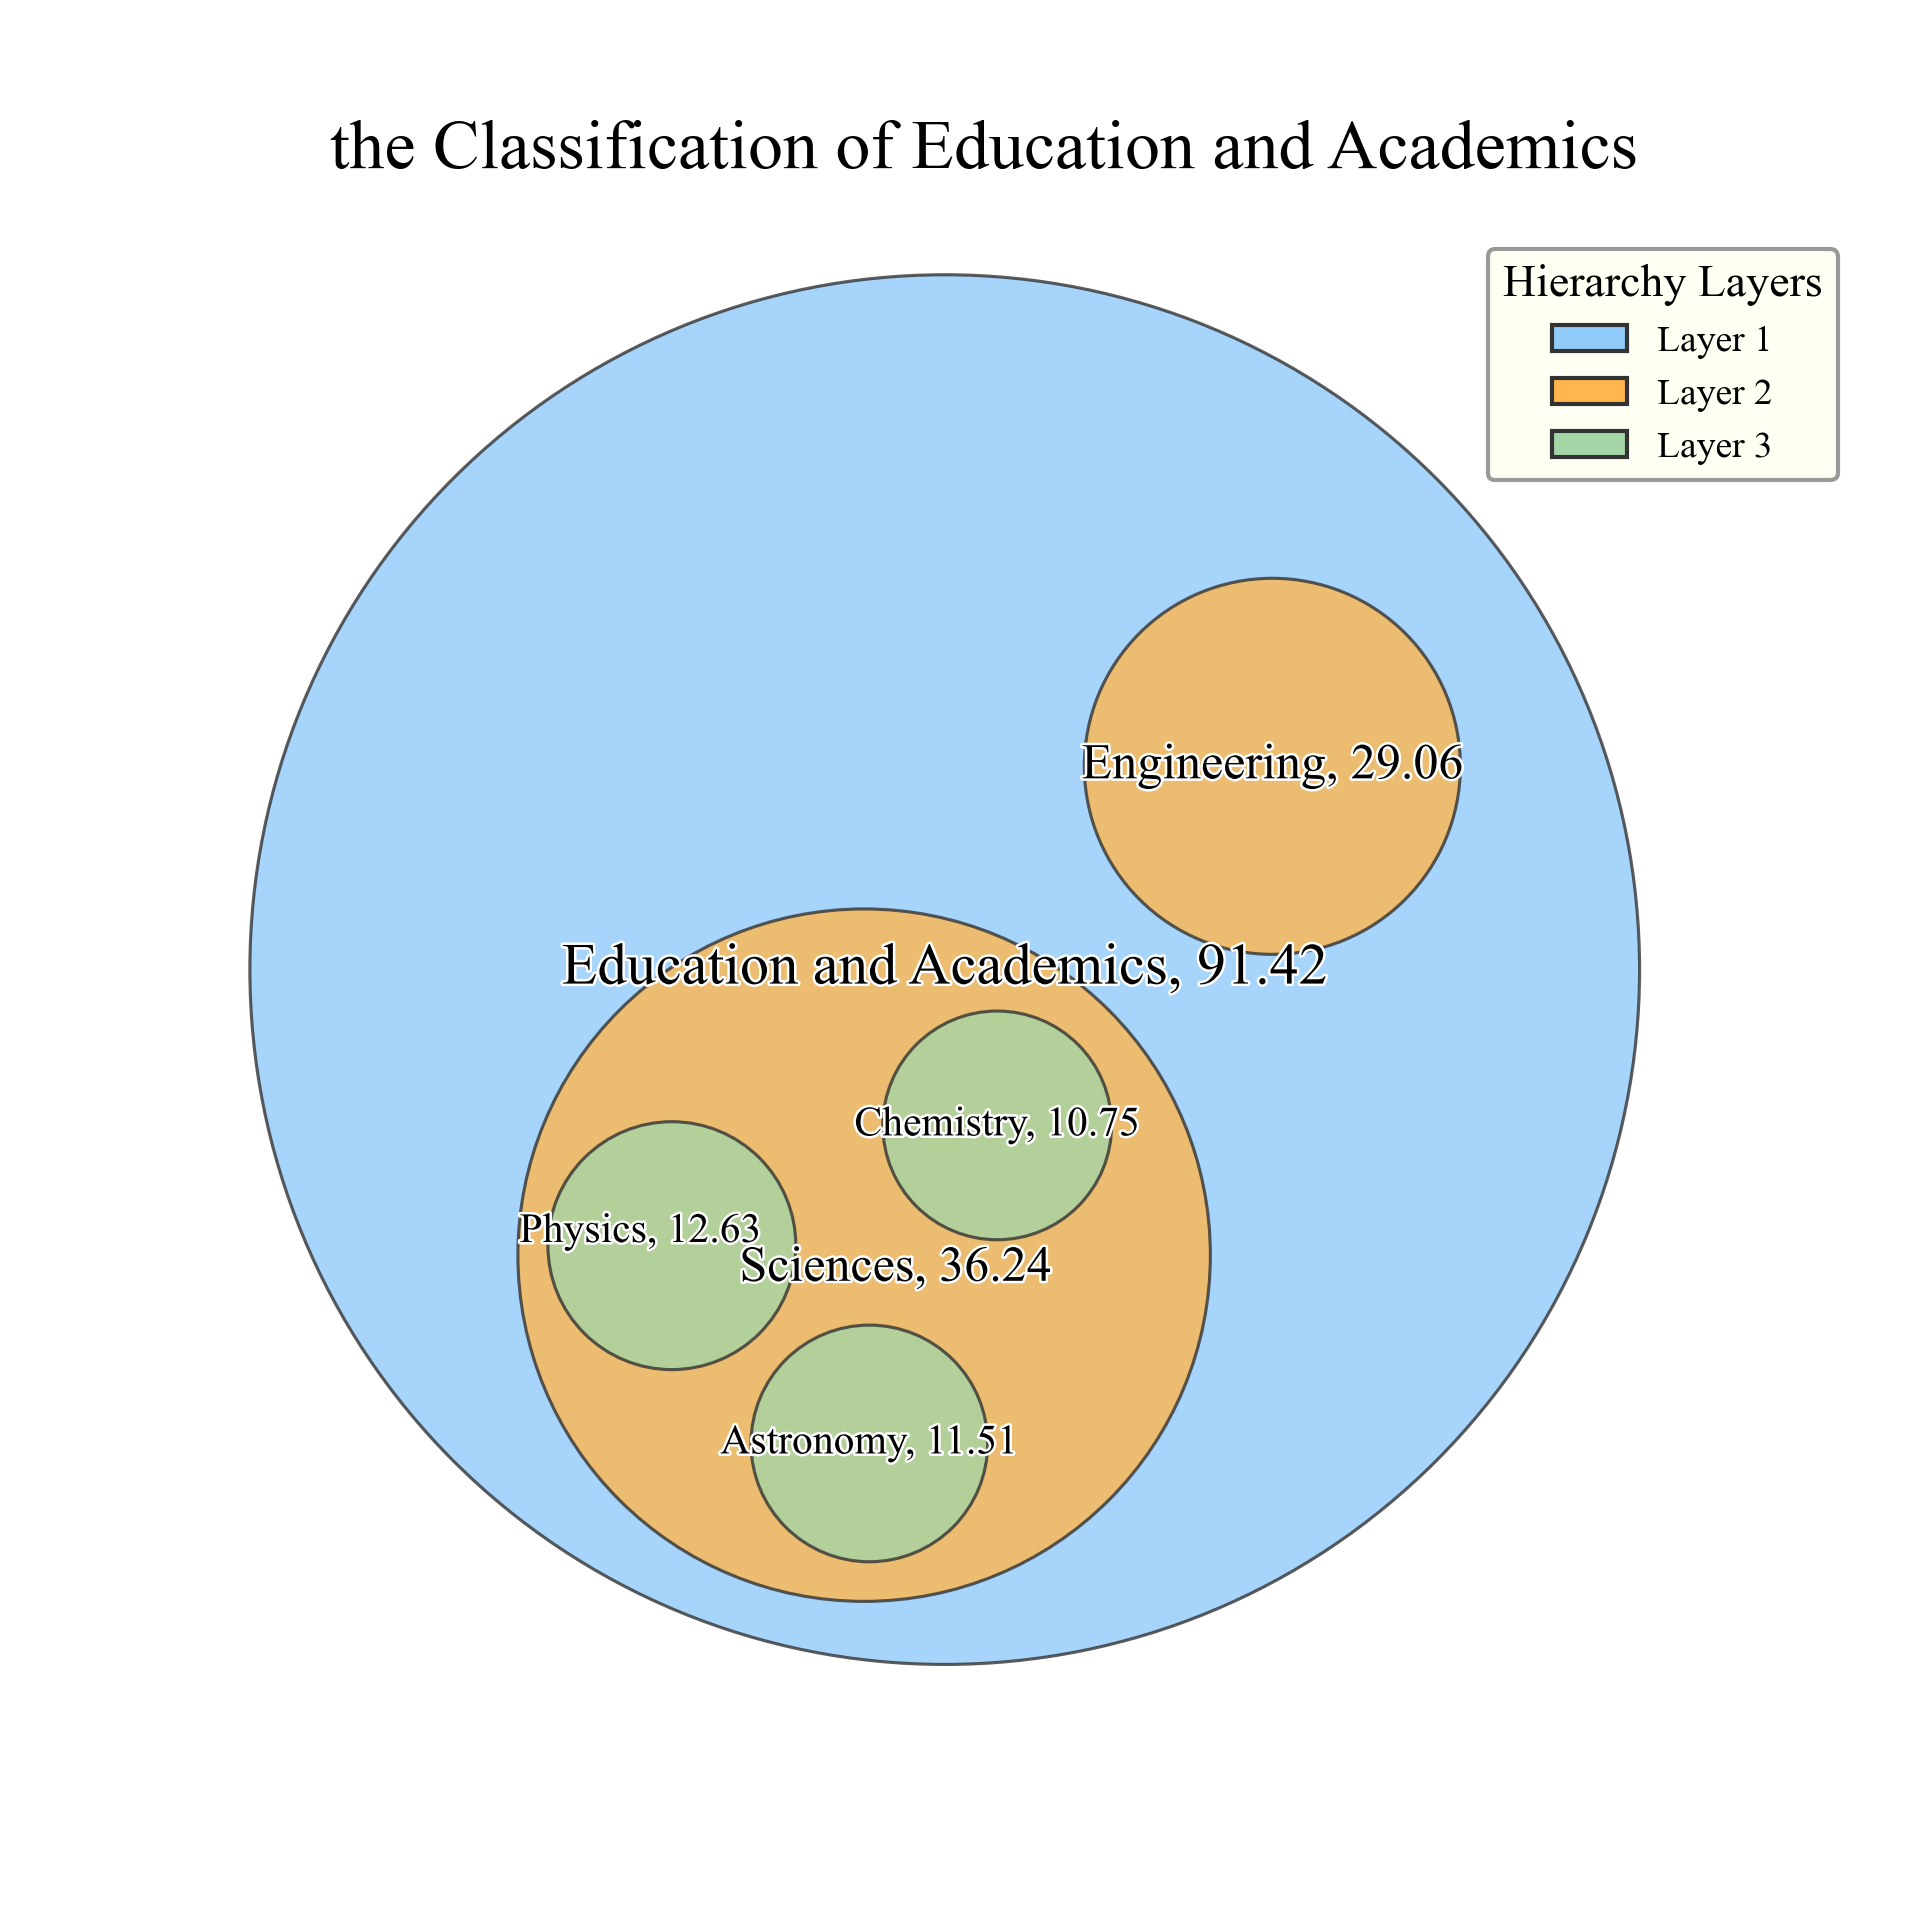 the Classification of Education and Academics
Hierarchy Layers
Layer 1
Layer 2
Layer 3
Engineering, 29.06
Education and Academics, 91.42
Chemistry, 10.75
Physics, 12.63
Sciences, 36.24
Astronomy, 11.51